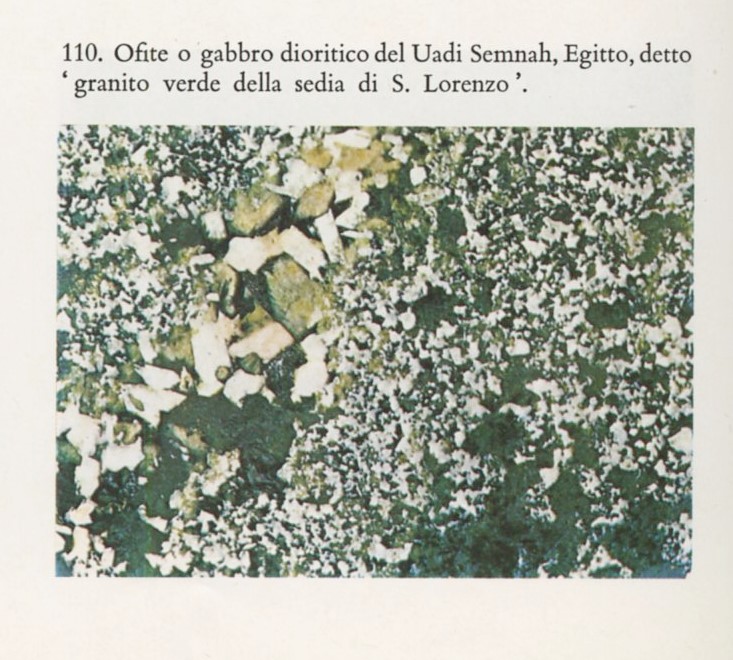 110. Ofite o gabbro dioritico del Uadi Semnah, Egitto, detto
‘granito verde della sedia di S. Lorenzo’.